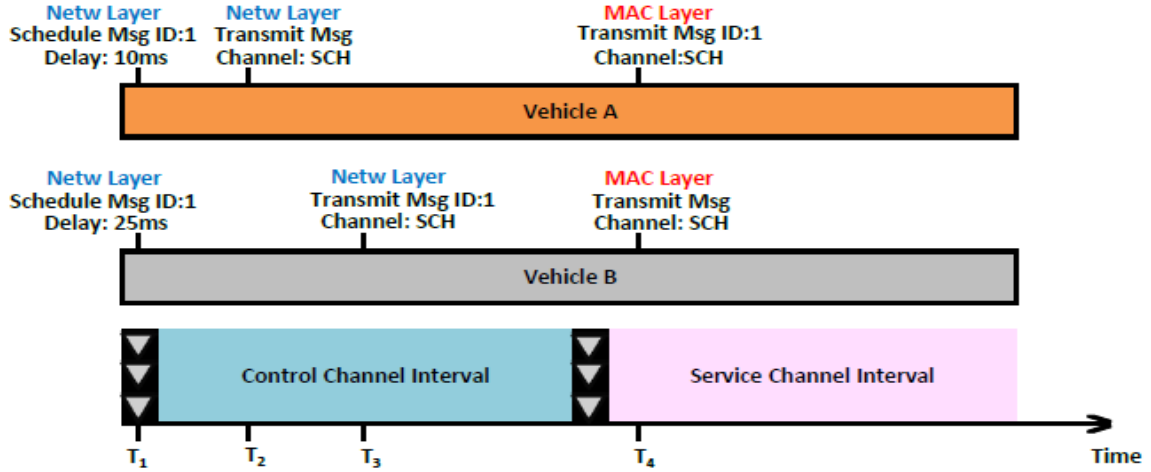 Netw Layer
Schedule Msg ID:1
Delay: 10ms
Netw Layer
Transmit Msg
Channel: SCH
MAC Layer
Transmit Msg ID:1
Channel:SCH
Vehicle A
Netw Layer
Schedule Msg ID:1
Delay: 25ms
Netw Layer
Transmit Msg ID:1
Channel: SCH
MAC Layer
Transmit Msg
Channel: SCH
Vehicle B
Control Channel Interval
Service Channel Interval
T1
T2
T3
T4
Time